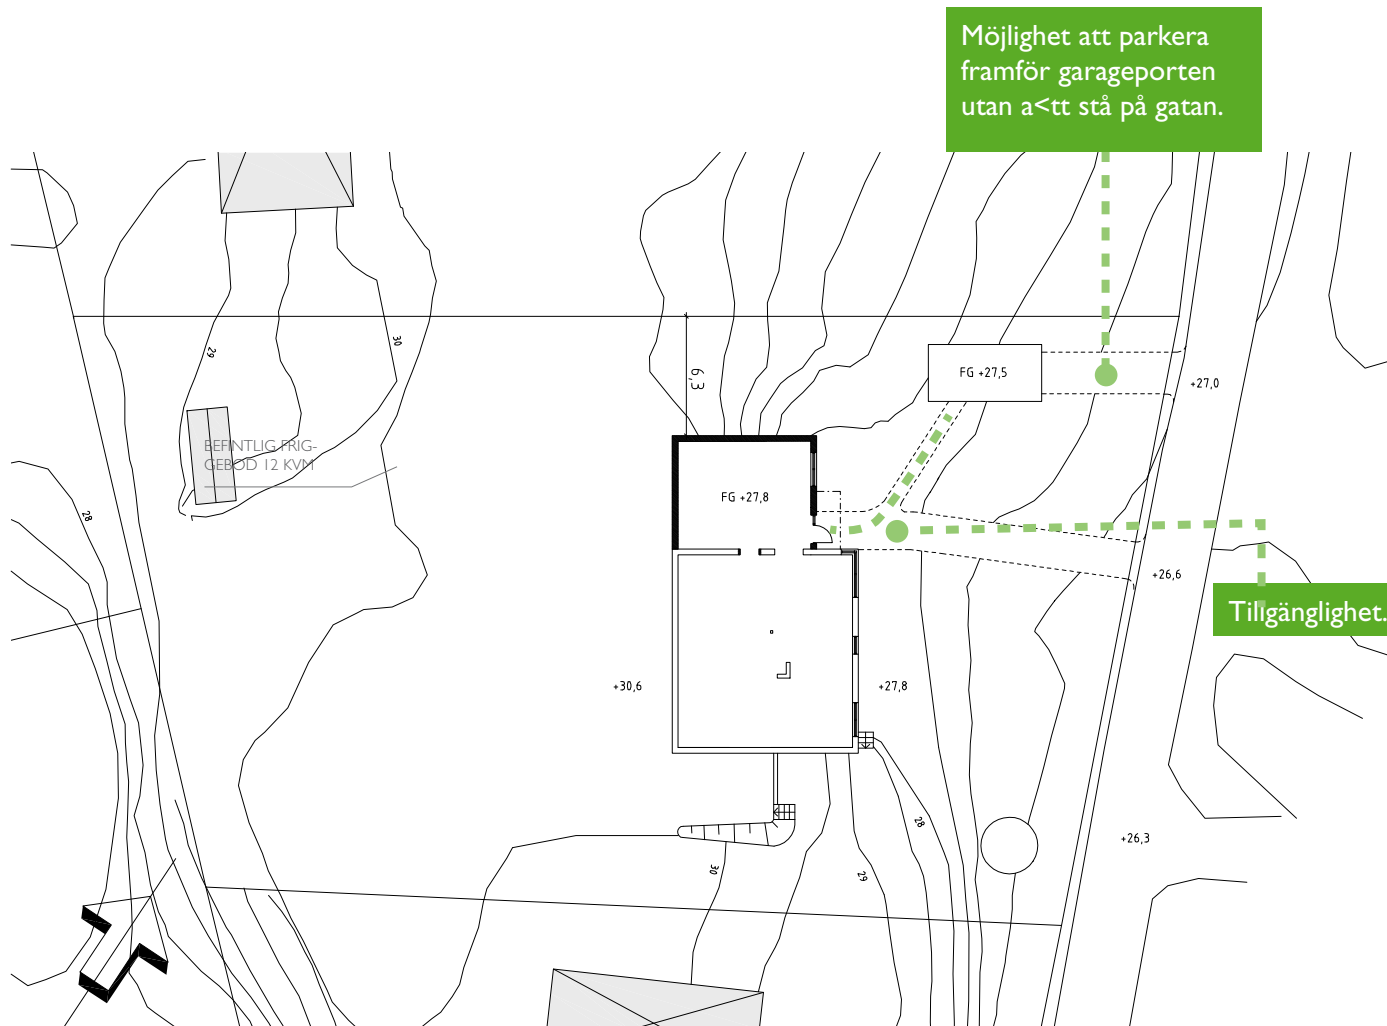 Möjlighet att parkera
framför garageporten
utan a<tt stå på gatan.
30
29
6,3
FG +27,5
+27,0
BEFINTLIG FRIG-
GEBOD 12 KVM
FG +27,8
28
+26,6
Tillgänglighet.
+30,6
+27,8
28
+26,3
30
29